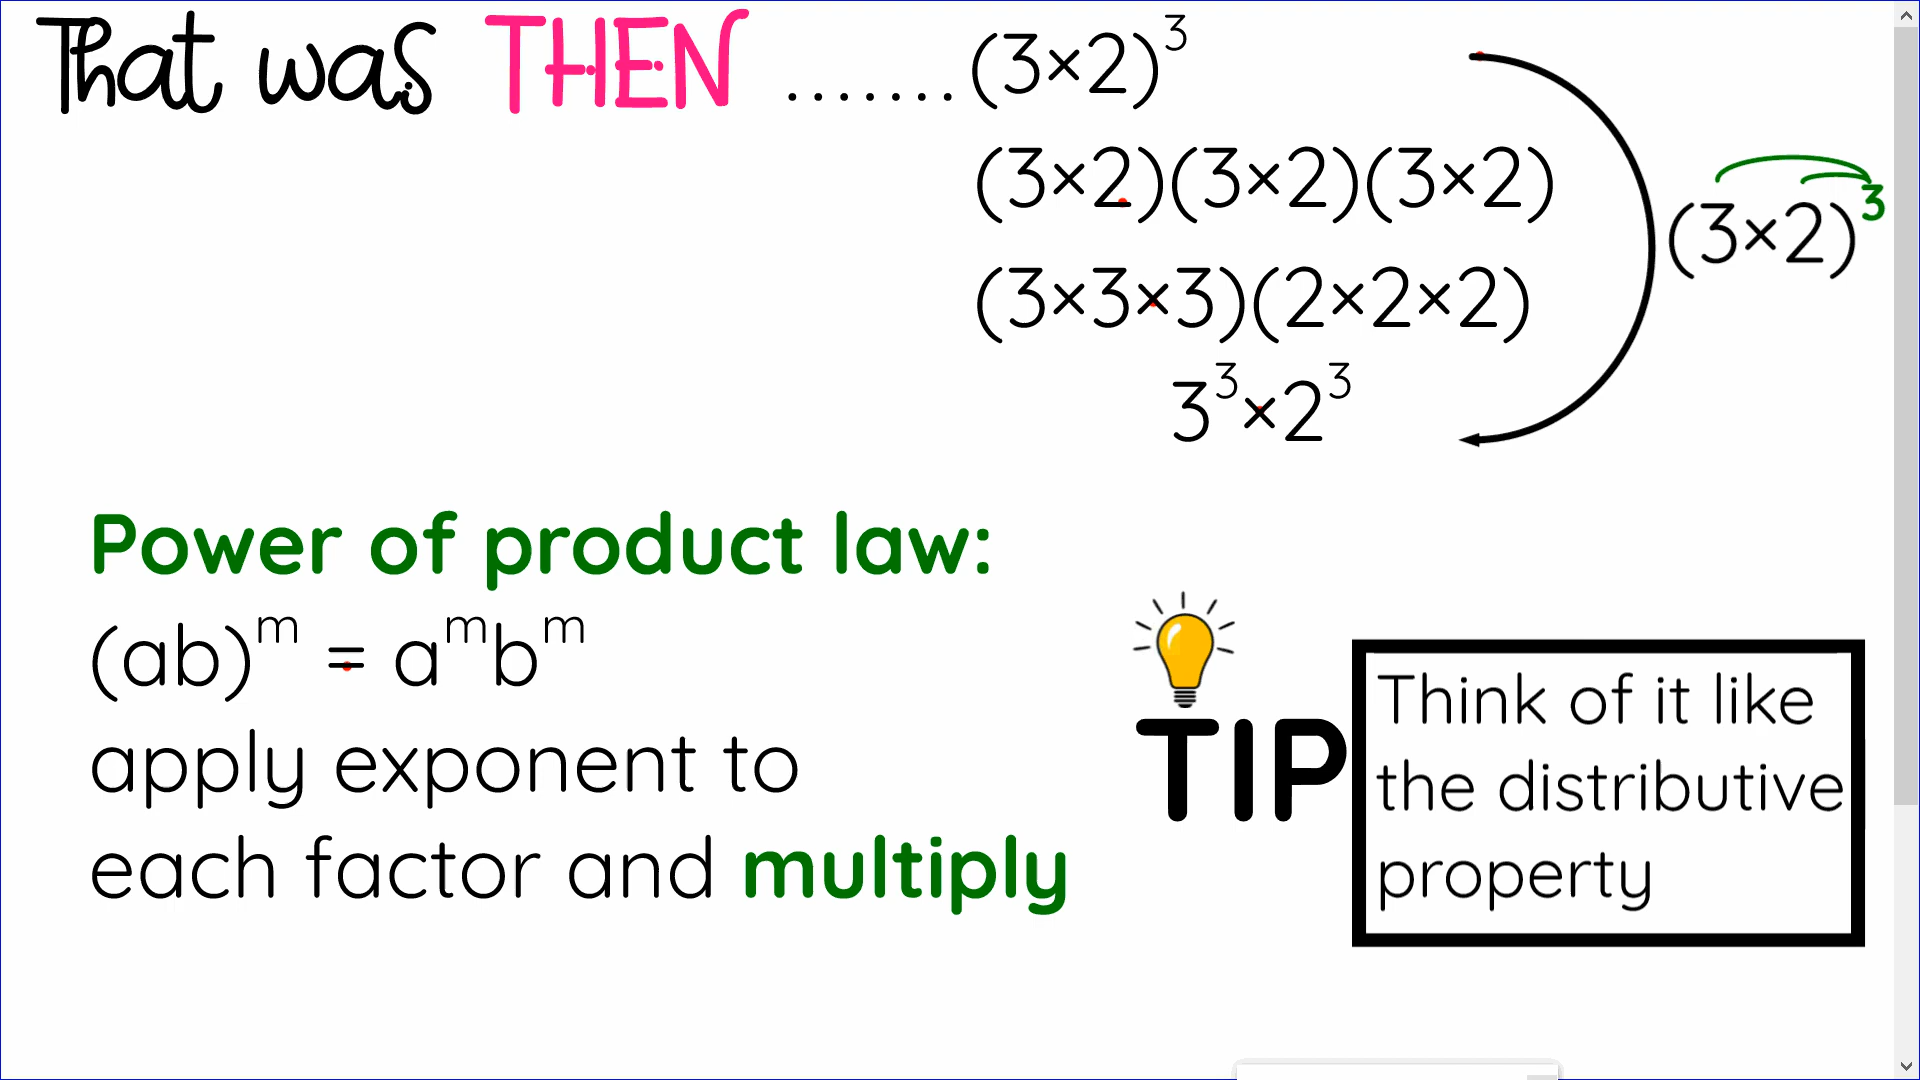 That was THEN .......(3×2)³
(3×2)(3×2)(3×2)
(3×2)³
(3×3×3)(2×2×2)
3³×2³
Power of product law:
(ab)ᵐ = aᵐbᵐ
apply exponent to
each factor and multiply
TIP
Think of it like
the distributive
property